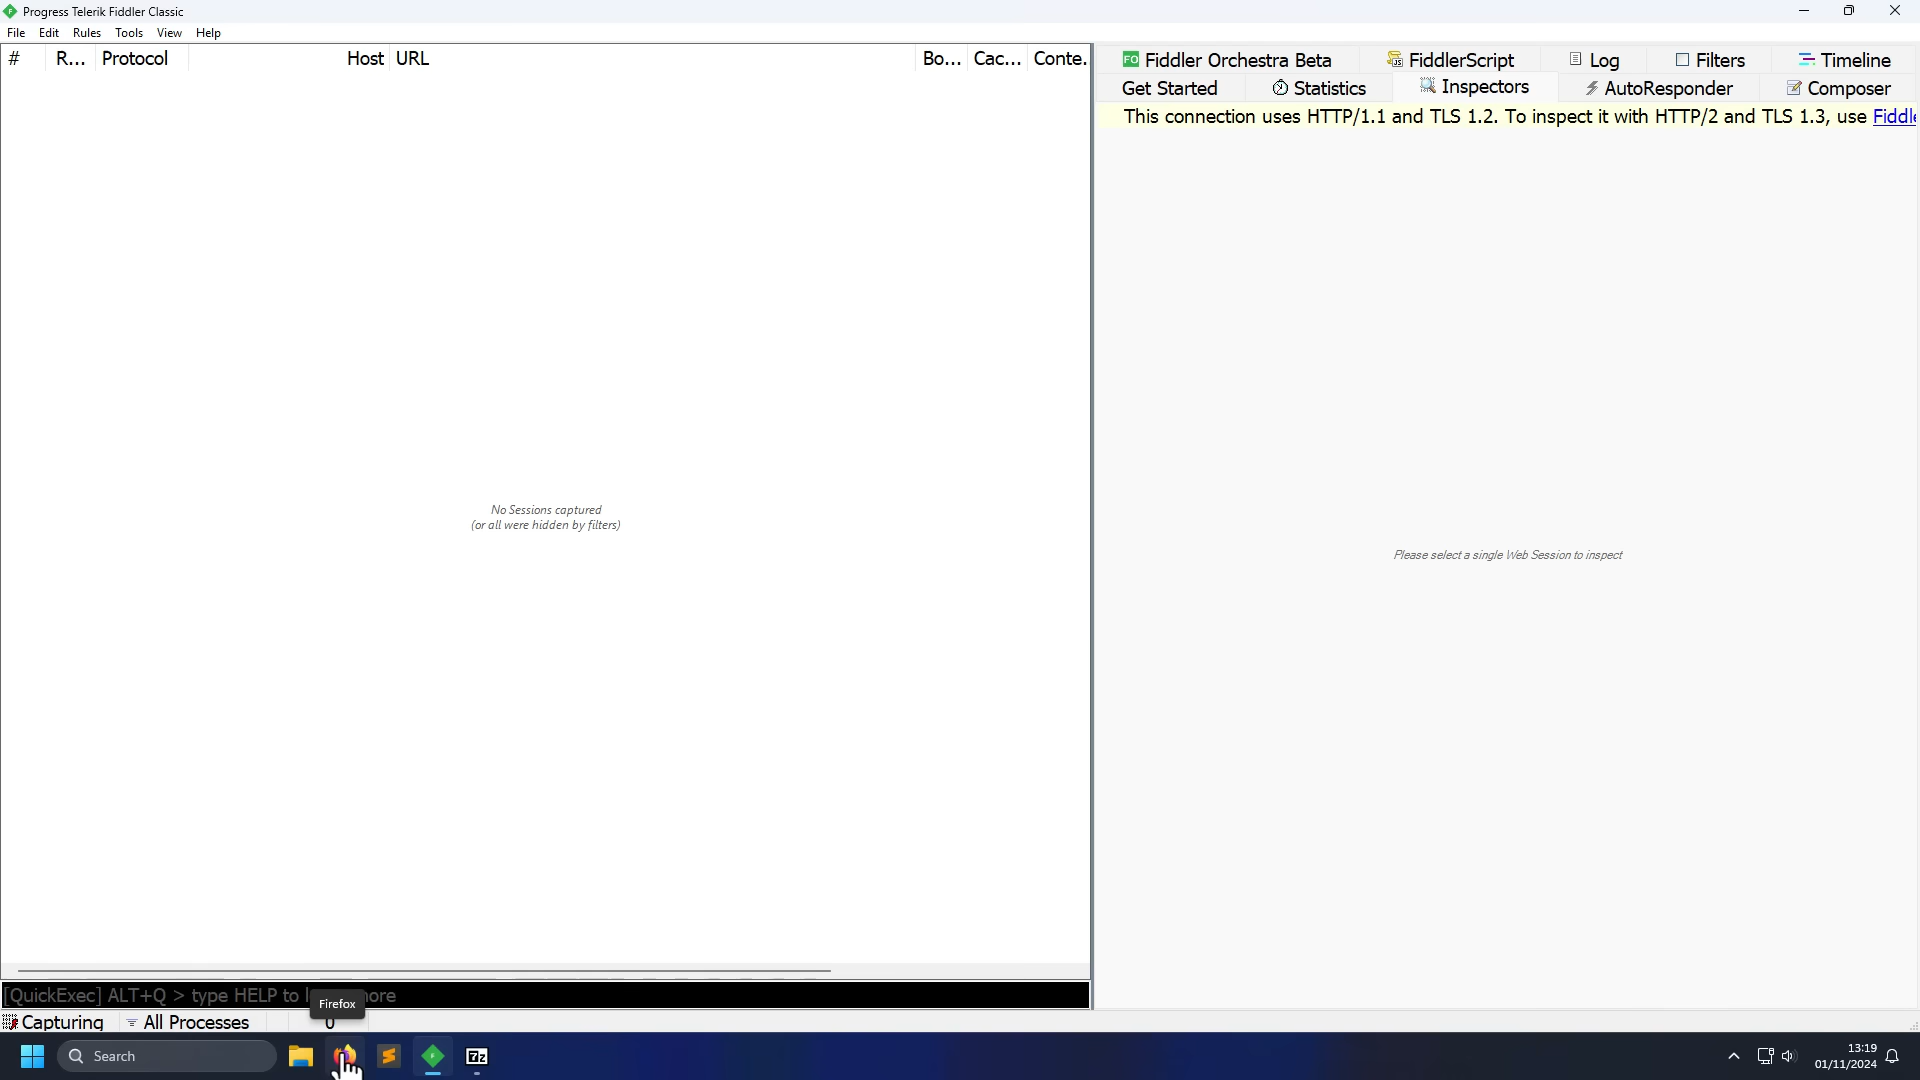 Progress Telerik Fiddler Classic
File Edit Rules Tools View Help
# R... Protocol Host URL Bo... Cac... Conte.
Fiddler Orchestra Beta FiddlerScript Log Filters Timeline
Get Started Statistics Inspectors AutoResponder Composer
This connection uses HTTP/1.1 and TLS 1.2. To inspect it with HTTP/2 and TLS 1.3, use Fiddle
No Sessions captured
(or all were hidden by filters)
Please select a single Web Session to inspect
[QuickExec] ALT+Q > type HELP to l ore
Firefox
Capturing All Processes 0
Search
7z
13:19
01/11/2024